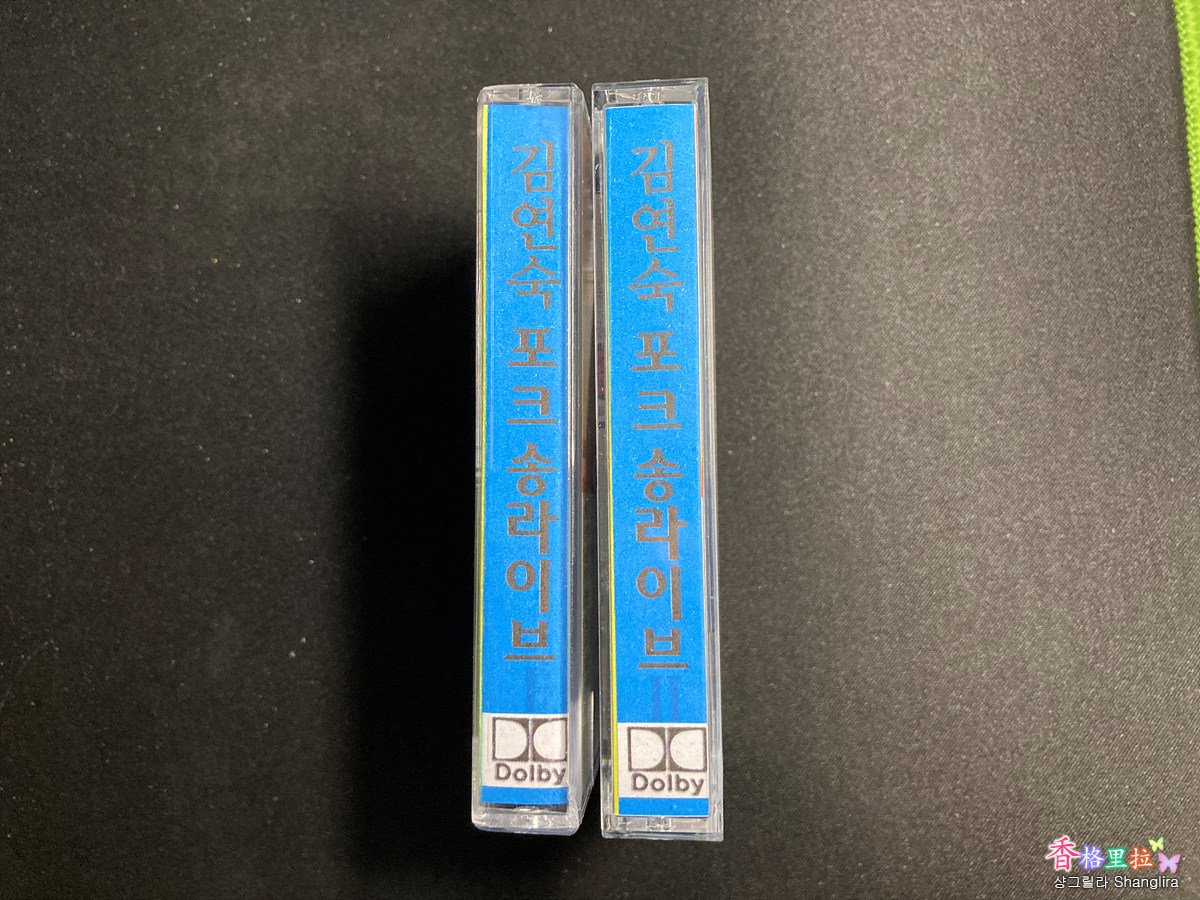 김연숙 포크 송라이브 I
Dolby
김연숙 포크 송라이브 II
Dolby
香格里拉
샹그릴라 Shanglira